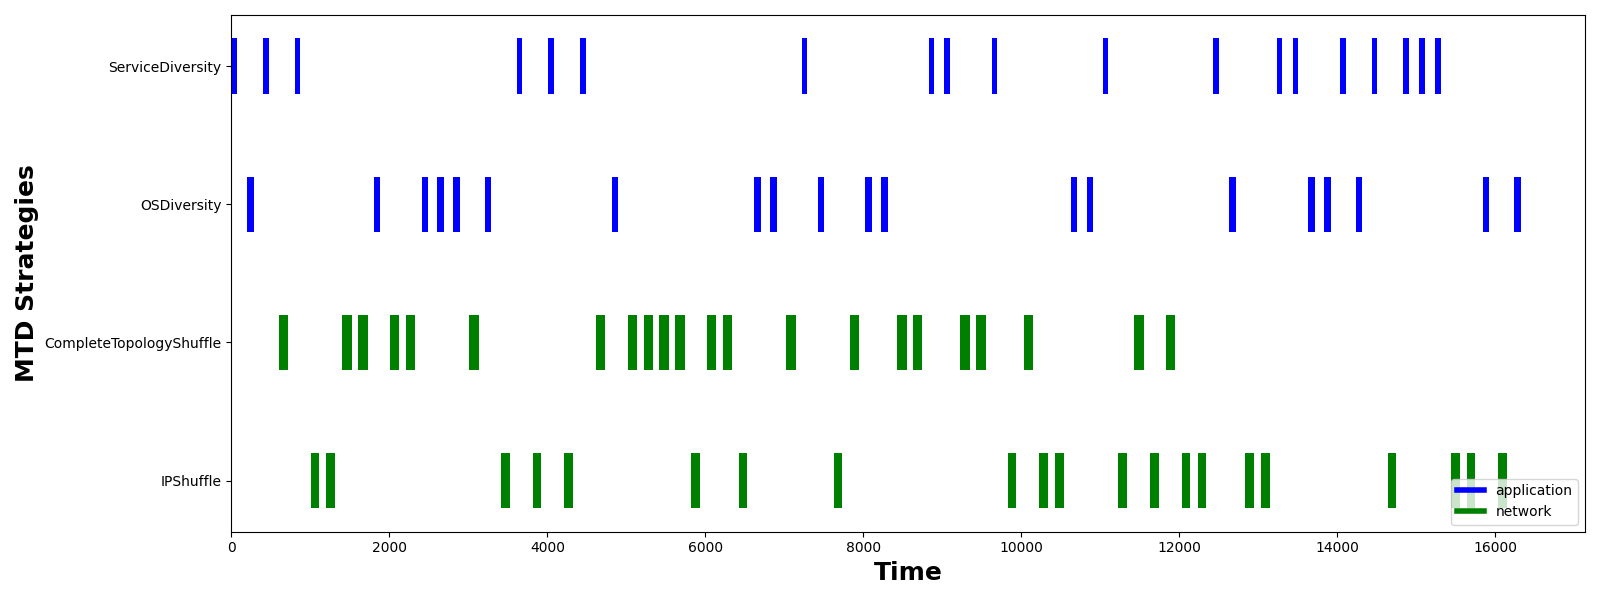 MTD Strategies
ServiceDiversity
OSDiversity
CompleteTopologyShuffle
IPShuffle
application
network
0 2000 4000 6000 8000 10000 12000 14000 16000
Time